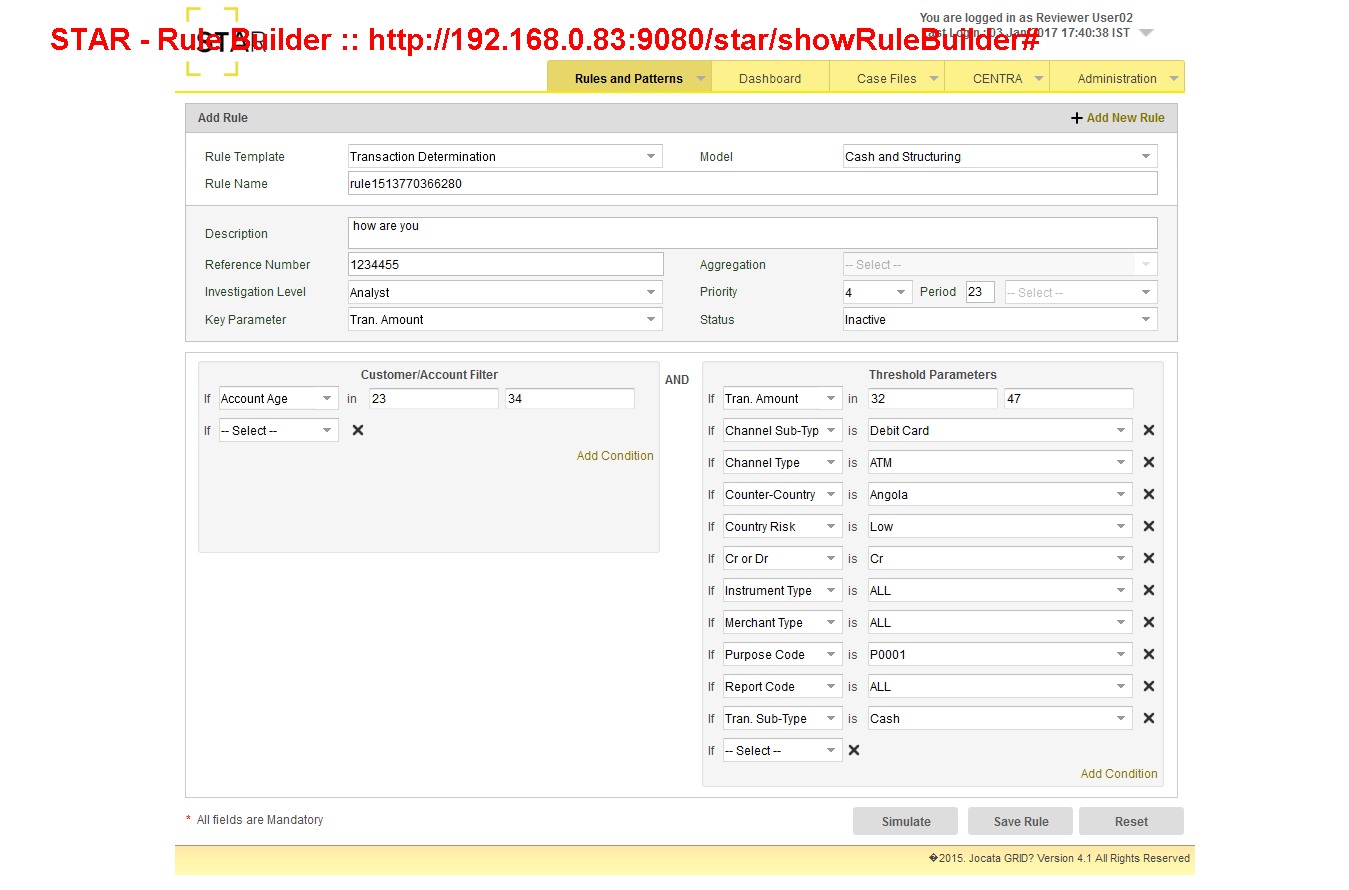 You are logged in as Reviewer User02
STAR - Rule Builder :: http://192.168.0.83:9080/star/showRuleBuilder#
STAR
Last Login : 03 Jan 2017 17:40:38 IST
Rules and Patterns Dashboard Case Files CENTRA Administration
Add Rule + Add New Rule
Rule Template Transaction Determination Model Cash and Structuring
Rule Name rule1513770366280
Description how are you
Reference Number 1234455 Aggregation -- Select --
Investigation Level Analyst Priority 4 Period 23 -- Select --
Key Parameter Tran. Amount Status Inactive
Customer/Account Filter AND Threshold Parameters
If Account Age in 23 34 If Tran. Amount in 32 47
If -- Select -- If Channel Sub-Typ is Debit Card
Add Condition If Channel Type is ATM
If Counter-Country is Angola
If Country Risk is Low
If Cr or Dr is Cr
If Instrument Type is ALL
If Merchant Type is ALL
If Purpose Code is P0001
If Report Code is ALL
If Tran. Sub-Type is Cash
If -- Select --
Add Condition
* All fields are Mandatory Simulate Save Rule Reset
�2015. Jocata GRID? Version 4.1 All Rights Reserved